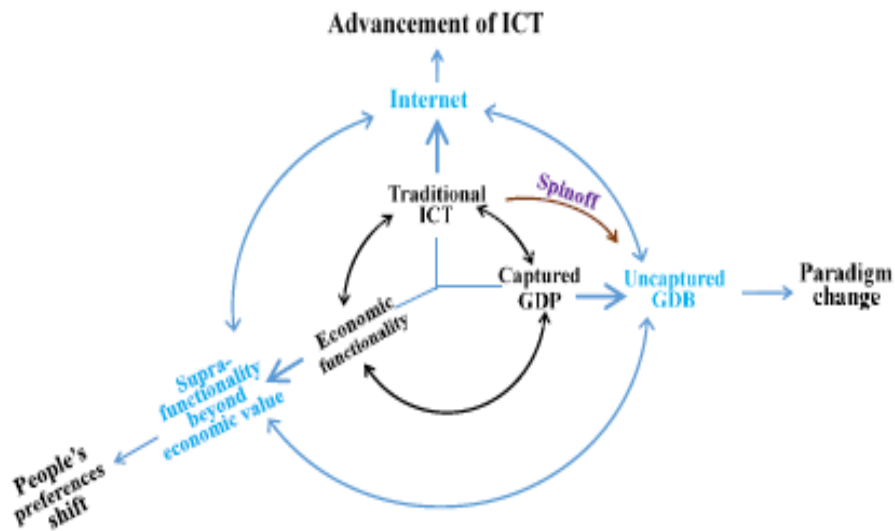 Advancement of ICT
Internet
Traditional
ICT
Spinoff
Captured
GDP
Uncaptured
GDB
Paradigm
change
Economic
functionality
Supra-
functionality
beyond
economic value
People's
preferences
shift